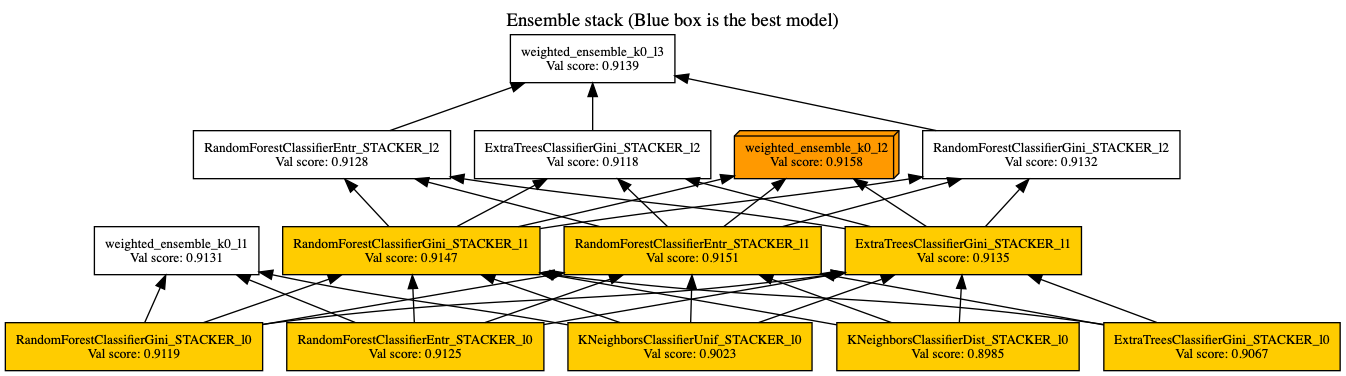 Ensemble stack (Blue box is the best model)
weighted_ensemble_k0_l3
Val score: 0.9139
RandomForestClassifierEntr_STACKER_l2
Val score: 0.9128
ExtraTreesClassifierGini_STACKER_l2
Val score: 0.9118
weighted_ensemble_k0_l2
Val score: 0.9158
RandomForestClassifierGini_STACKER_l2
Val score: 0.9132
weighted_ensemble_k0_l1
Val score: 0.9131
RandomForestClassifierGini_STACKER_l1
Val score: 0.9147
RandomForestClassifierEntr_STACKER_l1
Val score: 0.9151
ExtraTreesClassifierGini_STACKER_l1
Val score: 0.9135
RandomForestClassifierGini_STACKER_l0
Val score: 0.9119
RandomForestClassifierEntr_STACKER_l0
Val score: 0.9125
KNeighborsClassifierUnif_STACKER_l0
Val score: 0.9023
KNeighborsClassifierDist_STACKER_l0
Val score: 0.8985
ExtraTreesClassifierGini_STACKER_l0
Val score: 0.9067